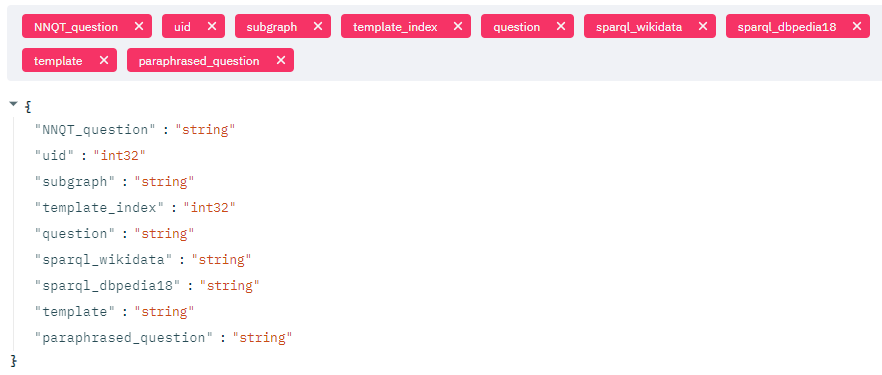 NNQT_question × uid × subgraph × template_index × question × sparql_wikidata × sparql_dbpedia18 ×
template × paraphrased_question ×
{
"NNQT_question" : "string"
"uid" : "int32"
"subgraph" : "string"
"template_index" : "int32"
"question" : "string"
"sparql_wikidata" : "string"
"sparql_dbpedia18" : "string"
"template" : "string"
"paraphrased_question" : "string"
}